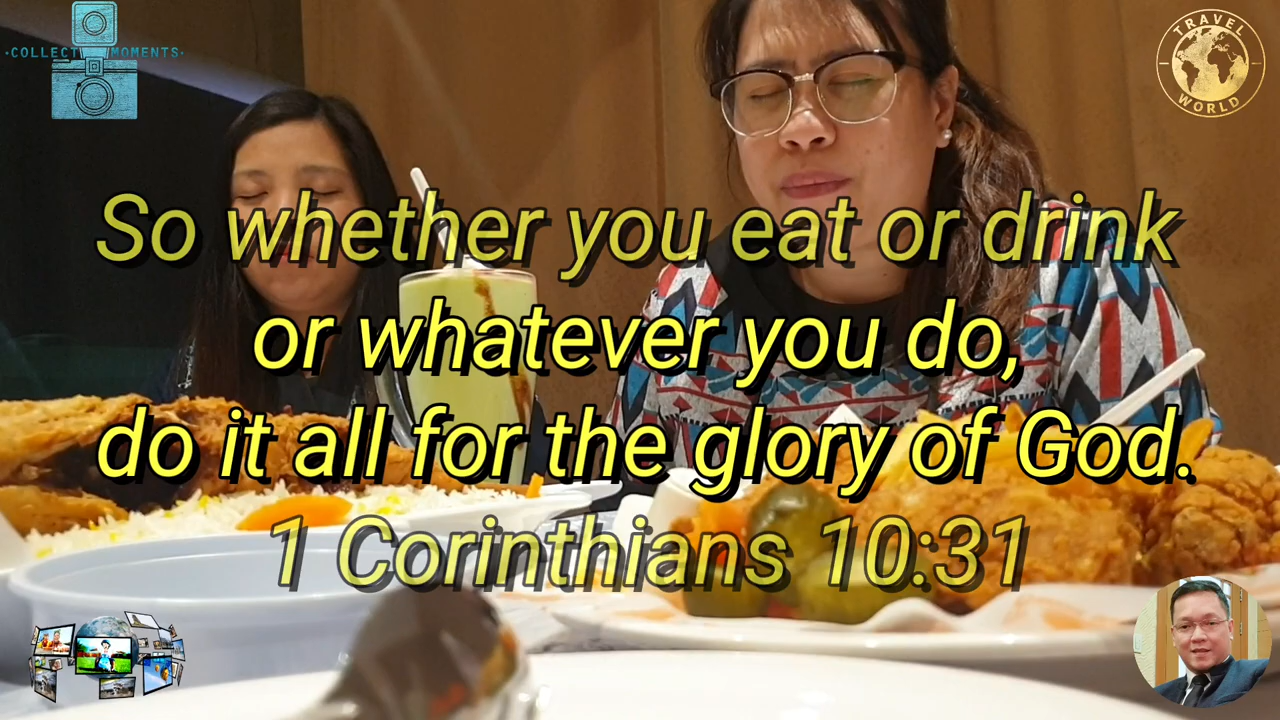 ·COLLECT MOMENTS·
TRAVEL
WORLD
So whether you eat or drink
or whatever you do,
do it all for the glory of God.
1 Corinthians 10:31